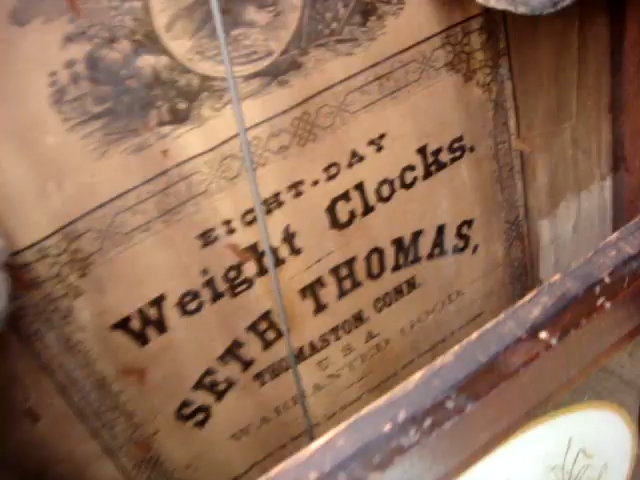 EIGHT-DAY
Weight Clocks.
SETH THOMAS,
THOMASTON, CONN.
U.S.A.
WARRANTED GOOD.